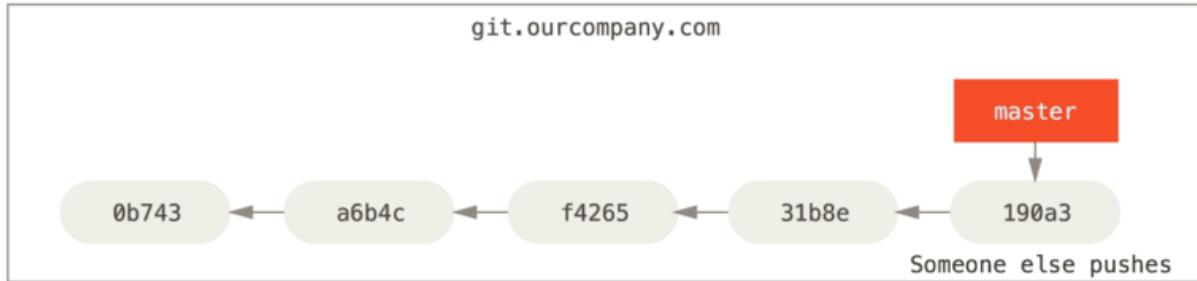 git.ourcompany.com
master
0b743 a6b4c f4265 31b8e 190a3
Someone else pushes